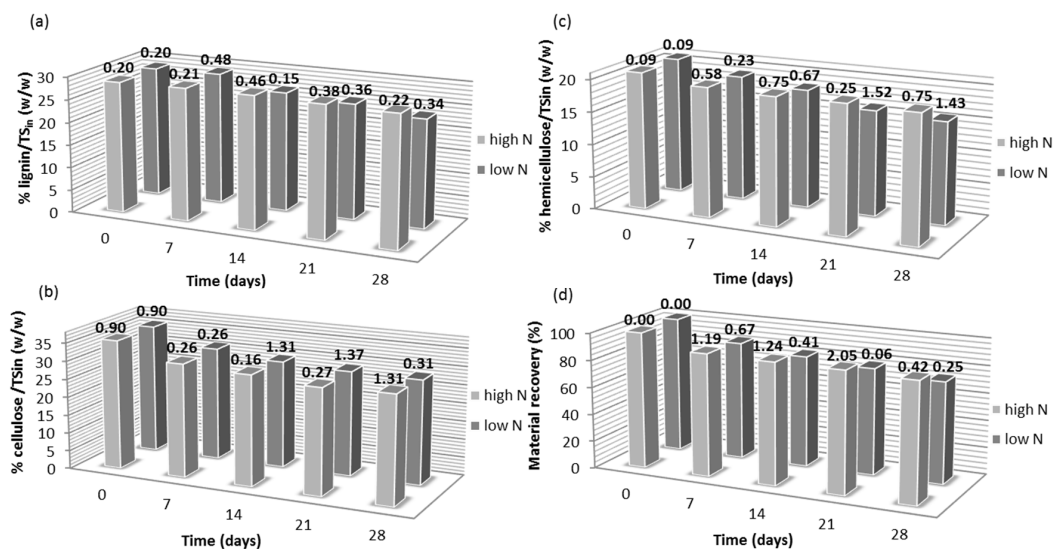 (a)
% lignin/TSin (w/w)
30
25
20
15
10
5
0
0.20 0.20 0.21 0.48 0.46 0.15 0.38 0.36 0.22 0.34
0 7 14 21 28
Time (days)
high N
low N
(b)
% cellulose /TSin (w/w)
35
30
25
20
15
10
5
0
0.90 0.90 0.26 0.26 0.16 1.31 0.27 1.37 1.31 0.31
0 7 14 21 28
Time (days)
high N
low N
(c)
% hemicellulose/TSin (w/w)
20
15
10
5
0
0.09 0.09 0.58 0.23 0.75 0.67 0.25 1.52 0.75 1.43
0 7 14 21 28
Time (days)
high N
low N
(d)
Material recovery (%)
100
80
60
40
20
0
0.00 0.00 1.19 0.67 1.24 0.41 2.05 0.06 0.42 0.25
0 7 14 21 28
Time (days)
high N
low N